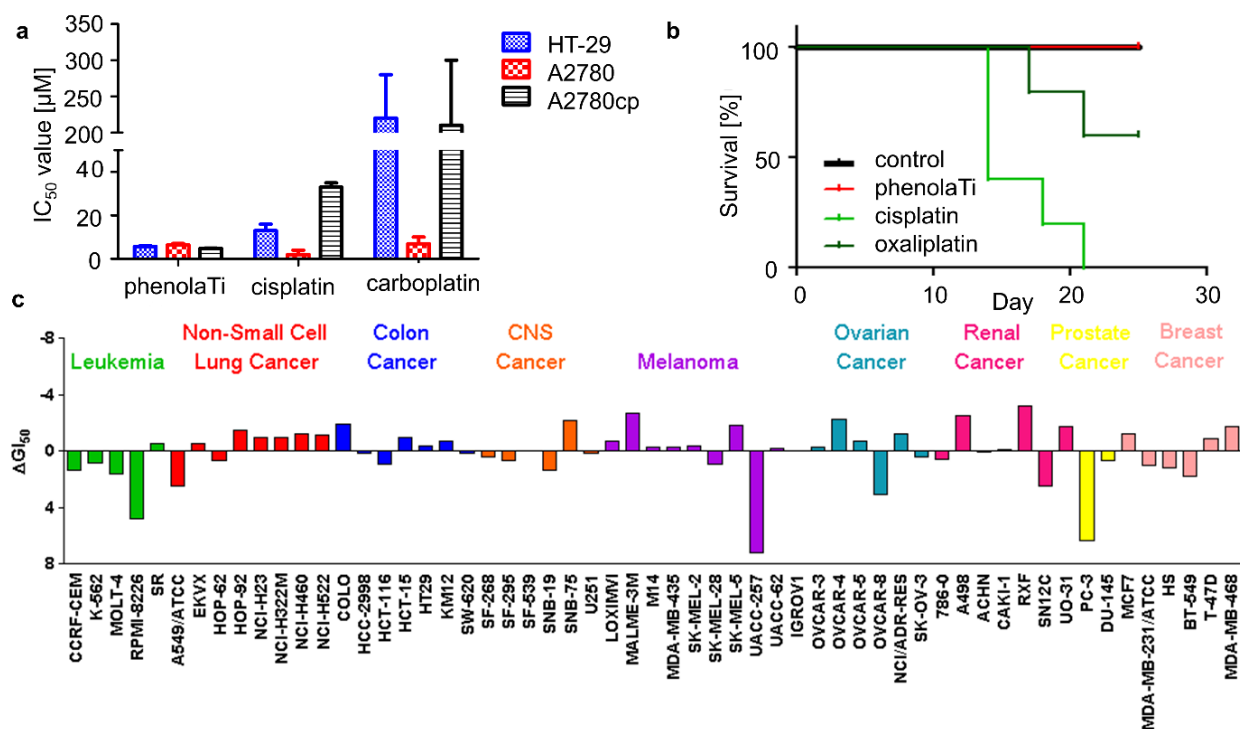 a
IC50 value [µM]
350
300
250
200
40
20
0
phenolaTi
cisplatin
carboplatin
HT-29
A2780
A2780cp
b
Survival [%]
100
50
0
control
phenolaTi
cisplatin
oxaliplatin
0
10
20
30
Day
c
Leukemia
Non-Small Cell
Lung Cancer
Colon
Cancer
CNS
Cancer
Melanoma
Ovarian
Cancer
Renal
Cancer
Prostate
Cancer
Breast
Cancer
ΔGI50
-8
-4
0
4
8
CCRF-CEM
K-562
MOLT-4
RPMI-8226
SR
A549/ATCC
EKVX
HOP-62
HOP-92
NCI-H23
NCI-H322M
NCI-H460
NCI-H522
COLO
HCC-2998
HCT-116
HCT-15
HT29
KM12
SW-620
SF-268
SF-295
SF-539
SNB-19
SNB-75
U251
LOXIMVI
MALME-3M
M14
MDA-MB-435
SK-MEL-2
SK-MEL-28
SK-MEL-5
UACC-257
UACC-62
IGROV1
OVCAR-3
OVCAR-4
OVCAR-5
OVCAR-8
NCI/ADR-RES
SK-OV-3
786-0
A498
ACHN
CAKI-1
RXF
SN12C
UO-31
PC-3
DU-145
MCF7
MDA-MB-231/ATCC
HS
BT-549
T-47D
MDA-MB-468